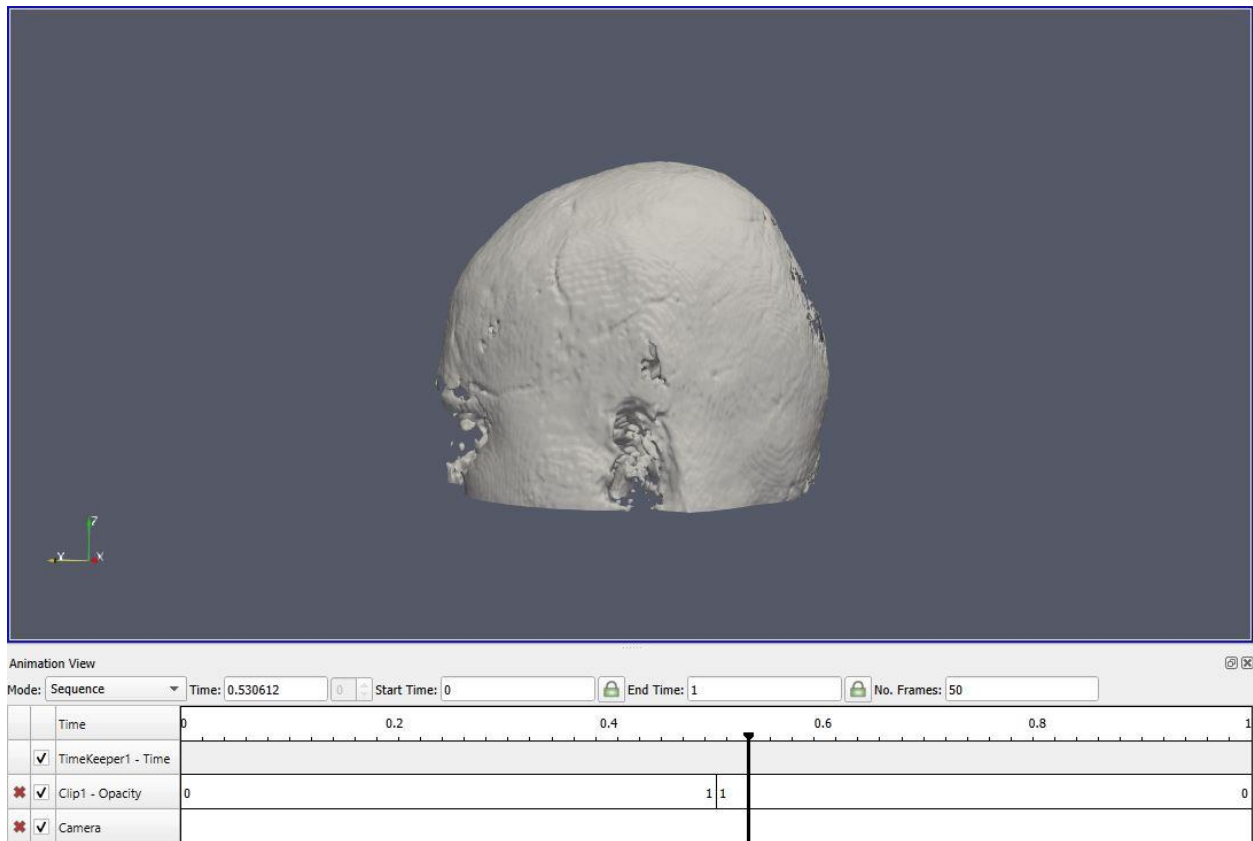 Z
Y X
Animation View
Mode: Sequence Time: 0.530612 0 Start Time: 0 End Time: 1 No. Frames: 50
Time 0 0.2 0.4 0.6 0.8 1
TimeKeeper1 - Time
Clip1 - Opacity 0 1 1 0
Camera